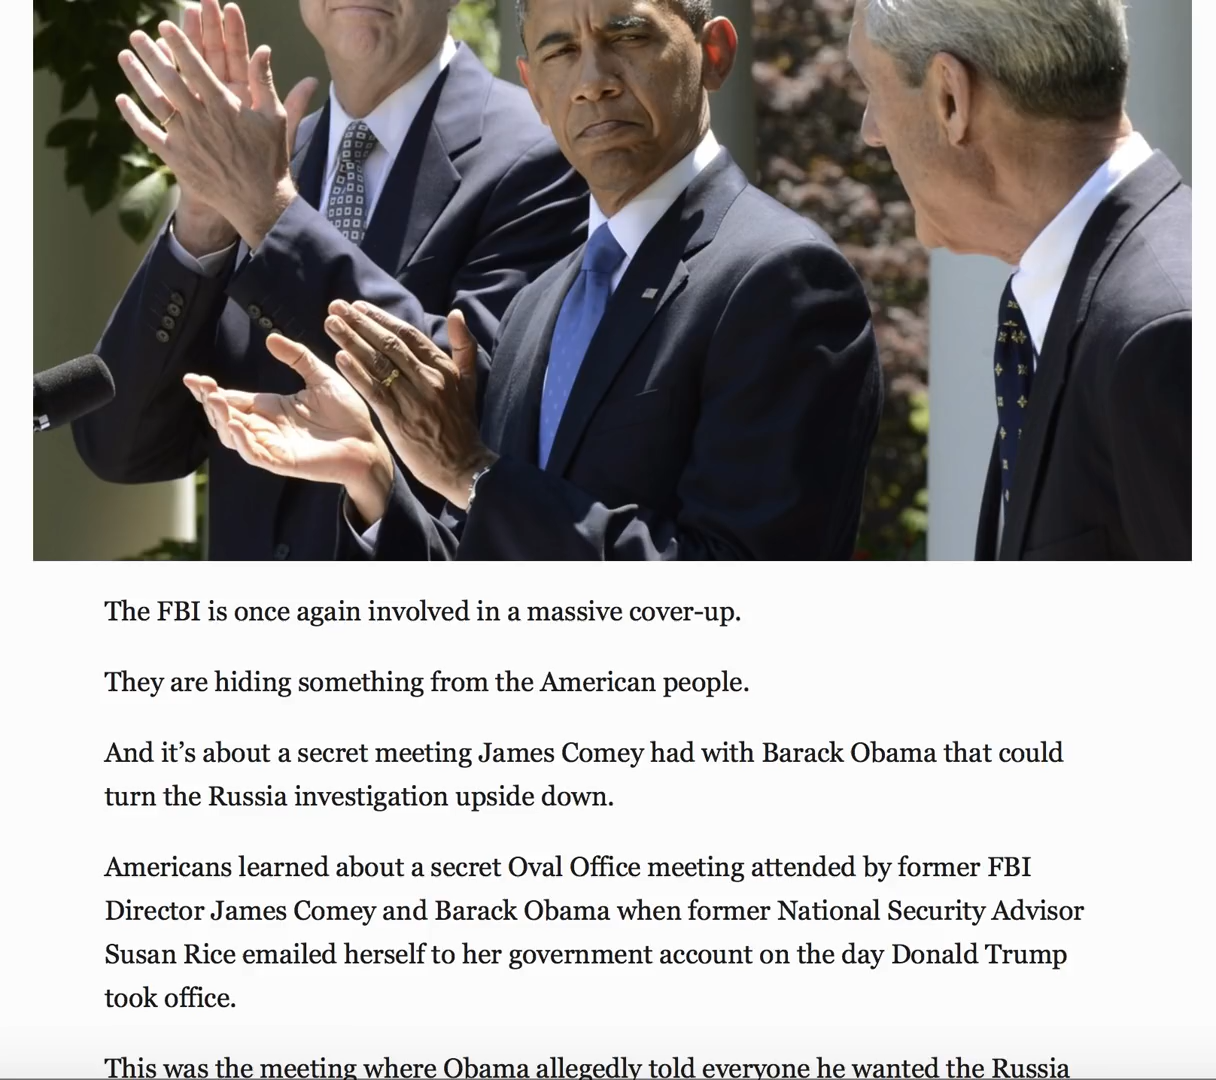 The FBI is once again involved in a massive cover-up.
They are hiding something from the American people.
And it’s about a secret meeting James Comey had with Barack Obama that could
turn the Russia investigation upside down.
Americans learned about a secret Oval Office meeting attended by former FBI
Director James Comey and Barack Obama when former National Security Advisor
Susan Rice emailed herself to her government account on the day Donald Trump
took office.
This was the meeting where Obama allegedly told everyone he wanted the Russia